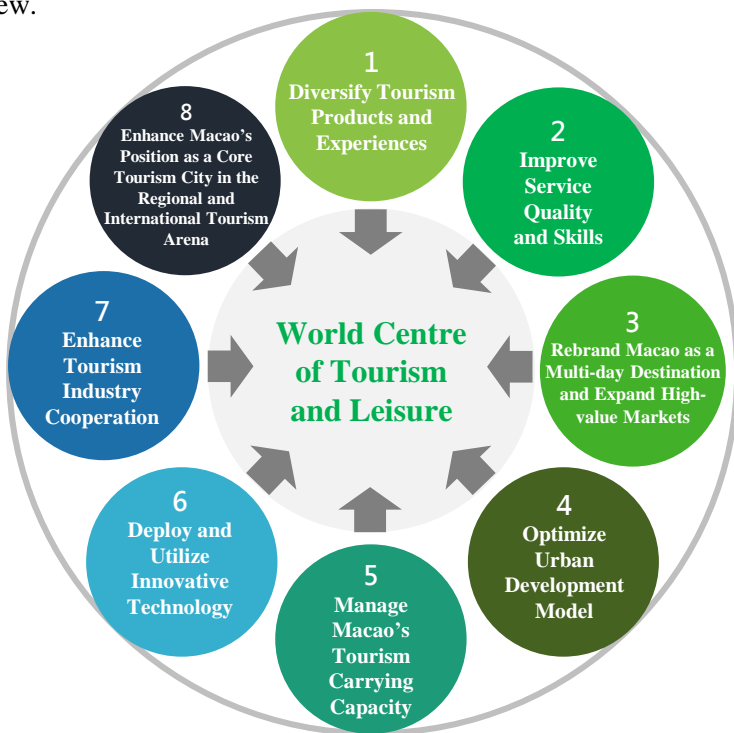 ew.
1
Diversify Tourism
Products and
Experiences
2
Improve
Service
Quality
and Skills
3
Rebrand Macao as a
Multi-day Destination
and Expand High-
value Markets
4
Optimize
Urban
Development
Model
5
Manage
Macao's
Tourism
Carrying
Capacity
6
Deploy and
Utilize
Innovative
Technology
7
Enhance
Tourism
Industry
Cooperation
8
Enhance Macao's
Position as a Core
Tourism City in the
Regional and
International Tourism
Arena
World Centre
of Tourism
and Leisure